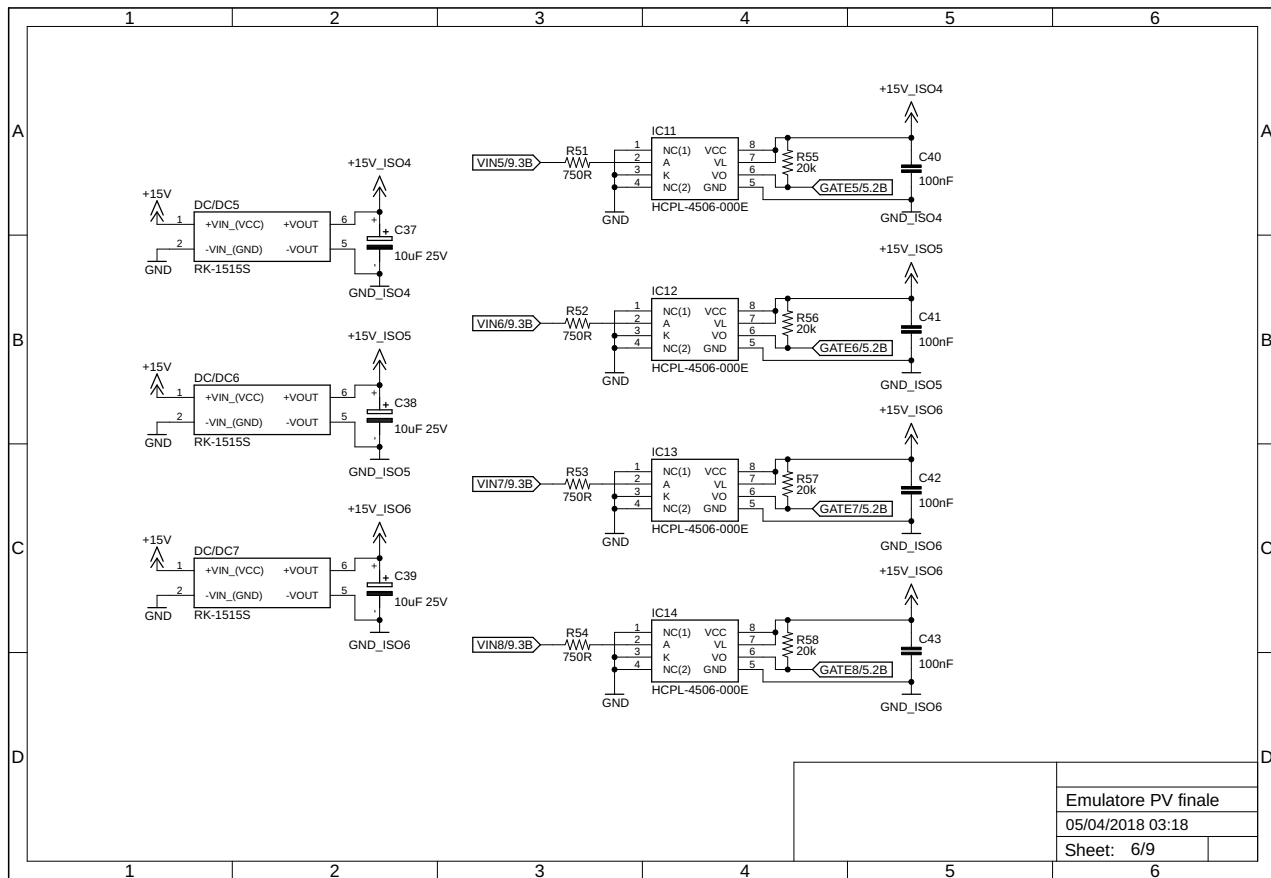 1 2 3 4 5 6
A A
B B
C C
D D
+15V
DC/DC5
1 +VIN_(VCC) +VOUT 6
2 -VIN_(GND) -VOUT 5
RK-1515S
GND
+15V_ISO4
+
+ C37
10uF 25V
-
GND_ISO4
+15V
DC/DC6
1 +VIN_(VCC) +VOUT 6
2 -VIN_(GND) -VOUT 5
RK-1515S
GND
+15V_ISO5
+
+ C38
10uF 25V
-
GND_ISO5
+15V
DC/DC7
1 +VIN_(VCC) +VOUT 6
2 -VIN_(GND) -VOUT 5
RK-1515S
GND
+15V_ISO6
+
+ C39
10uF 25V
-
GND_ISO6
VIN5/9.3B
R51
750R
IC11
1 NC(1) VCC 8
2 A VL 7
3 K VO 6
4 NC(2) GND 5
HCPL-4506-000E
GND
R55
20k
GATE5/5.2B
+15V_ISO4
C40
100nF
GND_ISO4
VIN6/9.3B
R52
750R
IC12
1 NC(1) VCC 8
2 A VL 7
3 K VO 6
4 NC(2) GND 5
HCPL-4506-000E
GND
R56
20k
GATE6/5.2B
+15V_ISO5
C41
100nF
GND_ISO5
VIN7/9.3B
R53
750R
IC13
1 NC(1) VCC 8
2 A VL 7
3 K VO 6
4 NC(2) GND 5
HCPL-4506-000E
GND
R57
20k
GATE7/5.2B
+15V_ISO6
C42
100nF
GND_ISO6
VIN8/9.3B
R54
750R
IC14
1 NC(1) VCC 8
2 A VL 7
3 K VO 6
4 NC(2) GND 5
HCPL-4506-000E
GND
R58
20k
GATE8/5.2B
+15V_ISO6
C43
100nF
GND_ISO6
Emulatore PV finale
05/04/2018 03:18
Sheet: 6/9
1 2 3 4 5 6